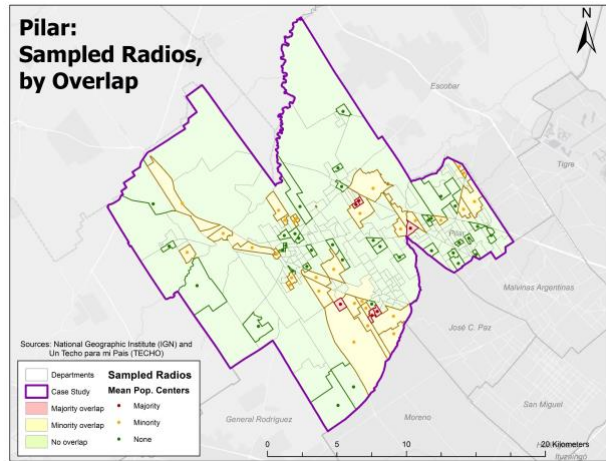 Pilar:
Sampled Radios,
by Overlap
N
Escobar
Tigre
Pilar
Malvinas Argentinas
José C. Paz
San Miguel
Moreno
General Rodríguez
Ituzaingó
Sources: National Geographic Institute (IGN) and
Un Techo para mi País (TECHO)
Departments
Case Study
Majority overlap
Minority overlap
No overlap
Sampled Radios
Mean Pop. Centers
Majority
Minority
None
0 5 10 20 Kilometers